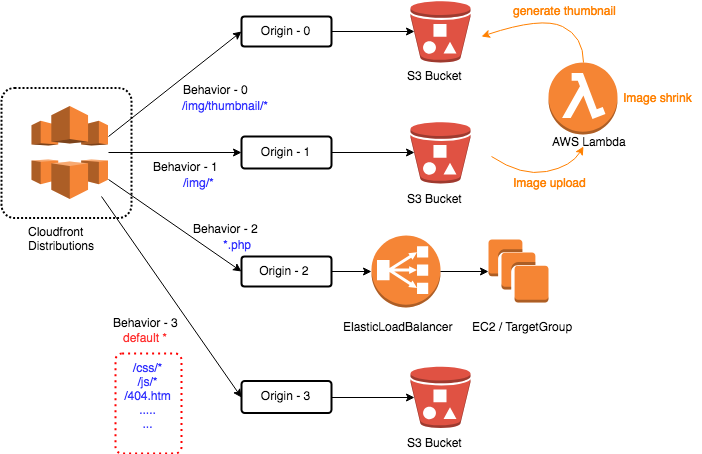 generate thumbnail
Origin - 0
S3 Bucket
Behavior - 0
/img/thumbnail/*
Image shrink
AWS Lambda
Origin - 1
Behavior - 1
/img/*
S3 Bucket
Image upload
Cloudfront
Distributions
Behavior - 2
*.php
Origin - 2
ElasticLoadBalancer
EC2 / TargetGroup
Behavior - 3
default *
/css/*
/js/*
/404.htm
.....
...
Origin - 3
S3 Bucket